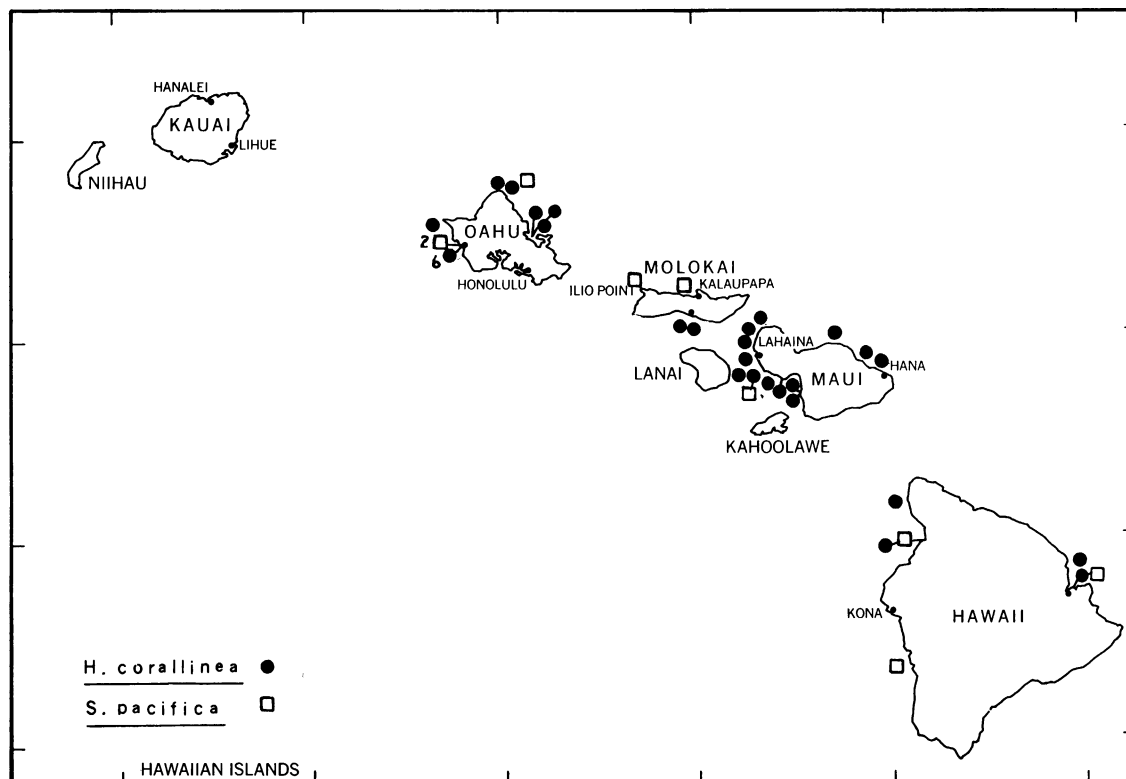 HANALEI
KAUAI
LIHUE
NIIHAU
OAHU
2
6
HONOLULU
MOLOKAI
KALAUPAPA
ILIO POINT
LAHAINA
LANAI
MAUI
HANA
KAHOOLAWE
KONA
HAWAII
H. corallinea
S. pacifica
HAWAIIAN ISLANDS